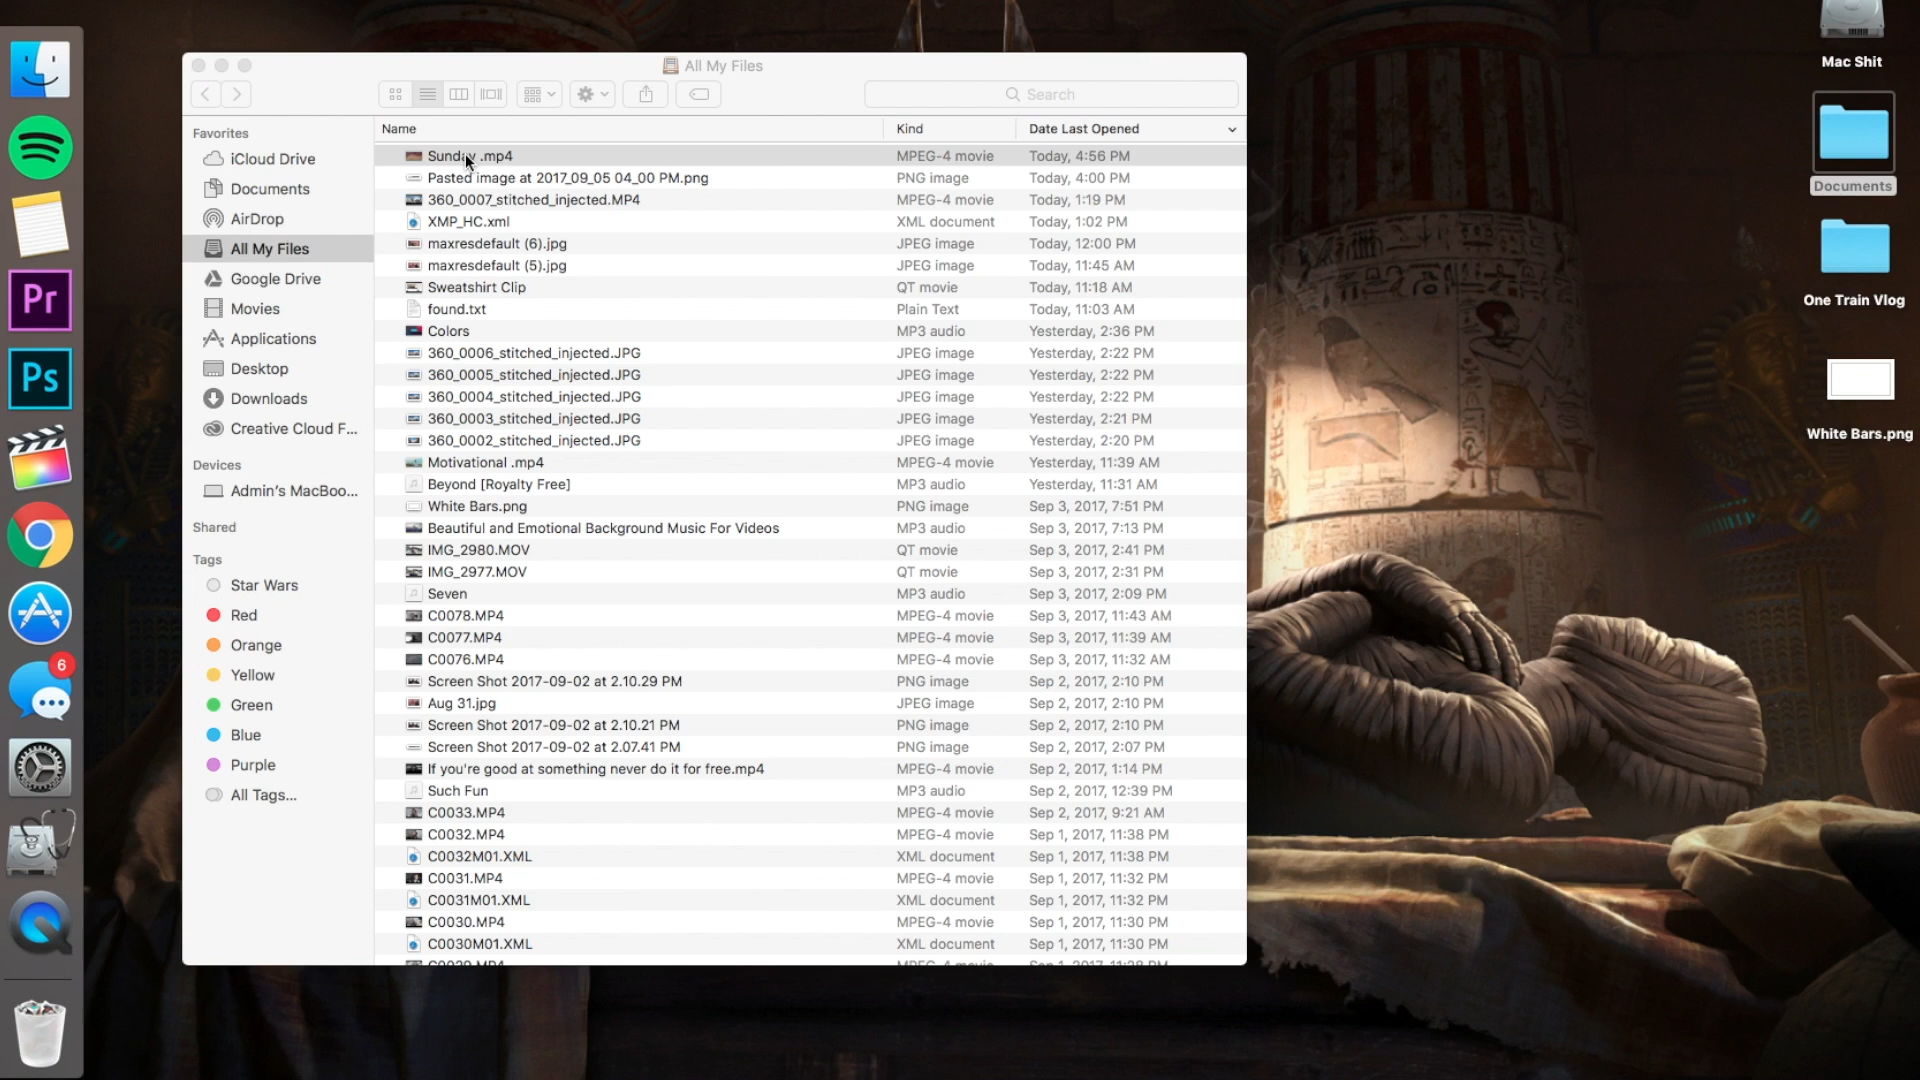 All My Files
Search
Name Kind Date Last Opened
Favorites
iCloud Drive
Documents
AirDrop
All My Files
Google Drive
Movies
Applications
Desktop
Downloads
Creative Cloud F...
Devices
Admin's MacBoo...
Shared
Tags
Star Wars
Red
Orange
Yellow
Green
Blue
Purple
All Tags...
Sunday .mp4 MPEG-4 movie Today, 4:56 PM
Pasted image at 2017_09_05 04_00 PM.png PNG image Today, 4:00 PM
360_0007_stitched_injected.MP4 MPEG-4 movie Today, 1:19 PM
XMP_HC.xml XML document Today, 1:02 PM
maxresdefault (6).jpg JPEG image Today, 12:00 PM
maxresdefault (5).jpg JPEG image Today, 11:45 AM
Sweatshirt Clip QT movie Today, 11:18 AM
found.txt Plain Text Today, 11:03 AM
Colors MP3 audio Yesterday, 2:36 PM
360_0006_stitched_injected.JPG JPEG image Yesterday, 2:22 PM
360_0005_stitched_injected.JPG JPEG image Yesterday, 2:22 PM
360_0004_stitched_injected.JPG JPEG image Yesterday, 2:22 PM
360_0003_stitched_injected.JPG JPEG image Yesterday, 2:21 PM
360_0002_stitched_injected.JPG JPEG image Yesterday, 2:20 PM
Motivational .mp4 MPEG-4 movie Yesterday, 11:39 AM
Beyond [Royalty Free] MP3 audio Yesterday, 11:31 AM
White Bars.png PNG image Sep 3, 2017, 7:51 PM
Beautiful and Emotional Background Music For Videos MP3 audio Sep 3, 2017, 7:13 PM
IMG_2980.MOV QT movie Sep 3, 2017, 2:41 PM
IMG_2977.MOV QT movie Sep 3, 2017, 2:31 PM
Seven MP3 audio Sep 3, 2017, 2:09 PM
C0078.MP4 MPEG-4 movie Sep 3, 2017, 11:43 AM
C0077.MP4 MPEG-4 movie Sep 3, 2017, 11:39 AM
C0076.MP4 MPEG-4 movie Sep 3, 2017, 11:32 AM
Screen Shot 2017-09-02 at 2.10.29 PM PNG image Sep 2, 2017, 2:10 PM
Aug 31.jpg JPEG image Sep 2, 2017, 2:10 PM
Screen Shot 2017-09-02 at 2.10.21 PM PNG image Sep 2, 2017, 2:10 PM
Screen Shot 2017-09-02 at 2.07.41 PM PNG image Sep 2, 2017, 2:07 PM
If you're good at something never do it for free.mp4 MPEG-4 movie Sep 2, 2017, 1:14 PM
Such Fun MP3 audio Sep 2, 2017, 12:39 PM
C0033.MP4 MPEG-4 movie Sep 2, 2017, 9:21 AM
C0032.MP4 MPEG-4 movie Sep 1, 2017, 11:38 PM
C0032M01.XML XML document Sep 1, 2017, 11:38 PM
C0031.MP4 MPEG-4 movie Sep 1, 2017, 11:32 PM
C0031M01.XML XML document Sep 1, 2017, 11:32 PM
C0030.MP4 MPEG-4 movie Sep 1, 2017, 11:30 PM
C0030M01.XML XML document Sep 1, 2017, 11:30 PM
Pr
Ps
6
Mac Shit
Documents
One Train Vlog
White Bars.png